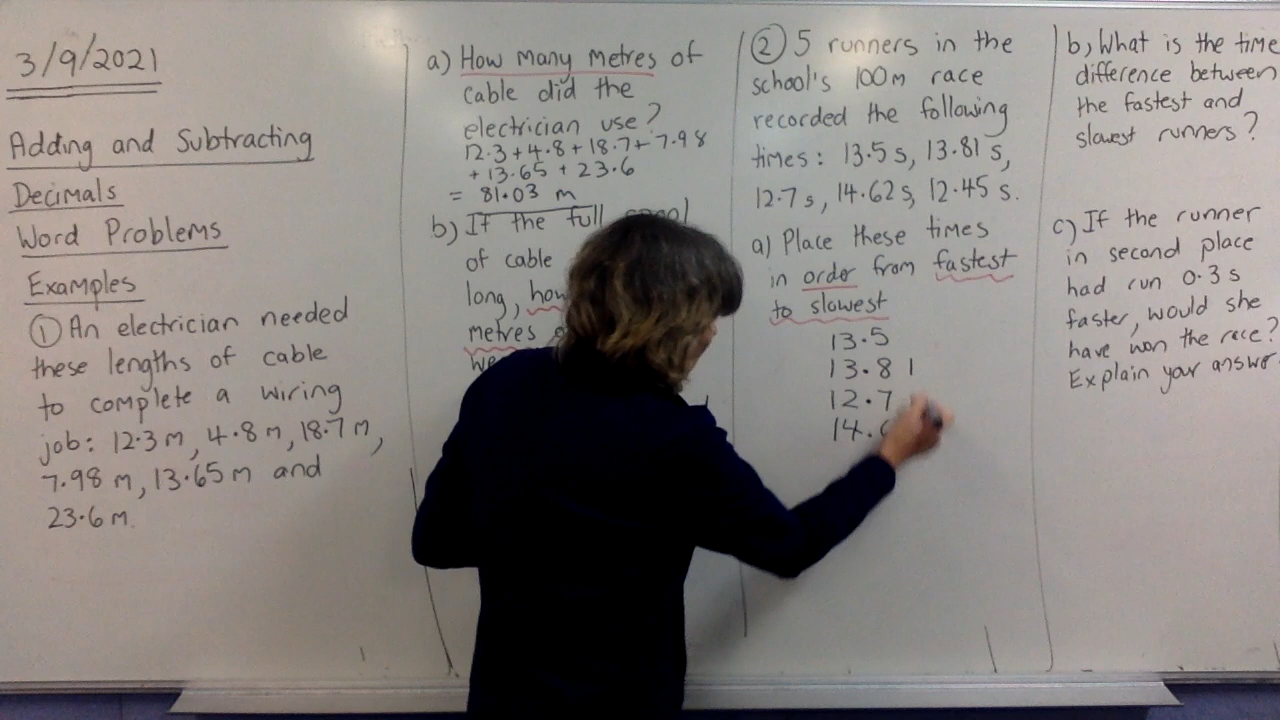 3/9/2021
Adding and Subtracting
Decimals
Word Problems
Examples
① An electrician needed
these lengths of cable
to complete a wiring
job: 12.3 m, 4.8 m, 18.7 m,
7.98 m, 13.65 m and
23.6 m.
a) How many metres of
cable did the
electrician use?
12.3 + 4.8 + 18.7 + 7.98
+ 13.65 + 23.6
= 81.03 m
b) If the full
of cable
long,
metres
② 5 runners in the
school's 100m race
recorded the following
times: 13.5 s, 13.81 s,
12.7 s, 14.62 s, 12.45 s.
a) Place these times
in order from fastest
to slowest
13.5
13.81
12.7
14.
b, What is the time
difference between
the fastest and
slowest runners?
c) If the runner
in second place
had run 0.3 s
faster, would she
have won the race?
Explain your answer.